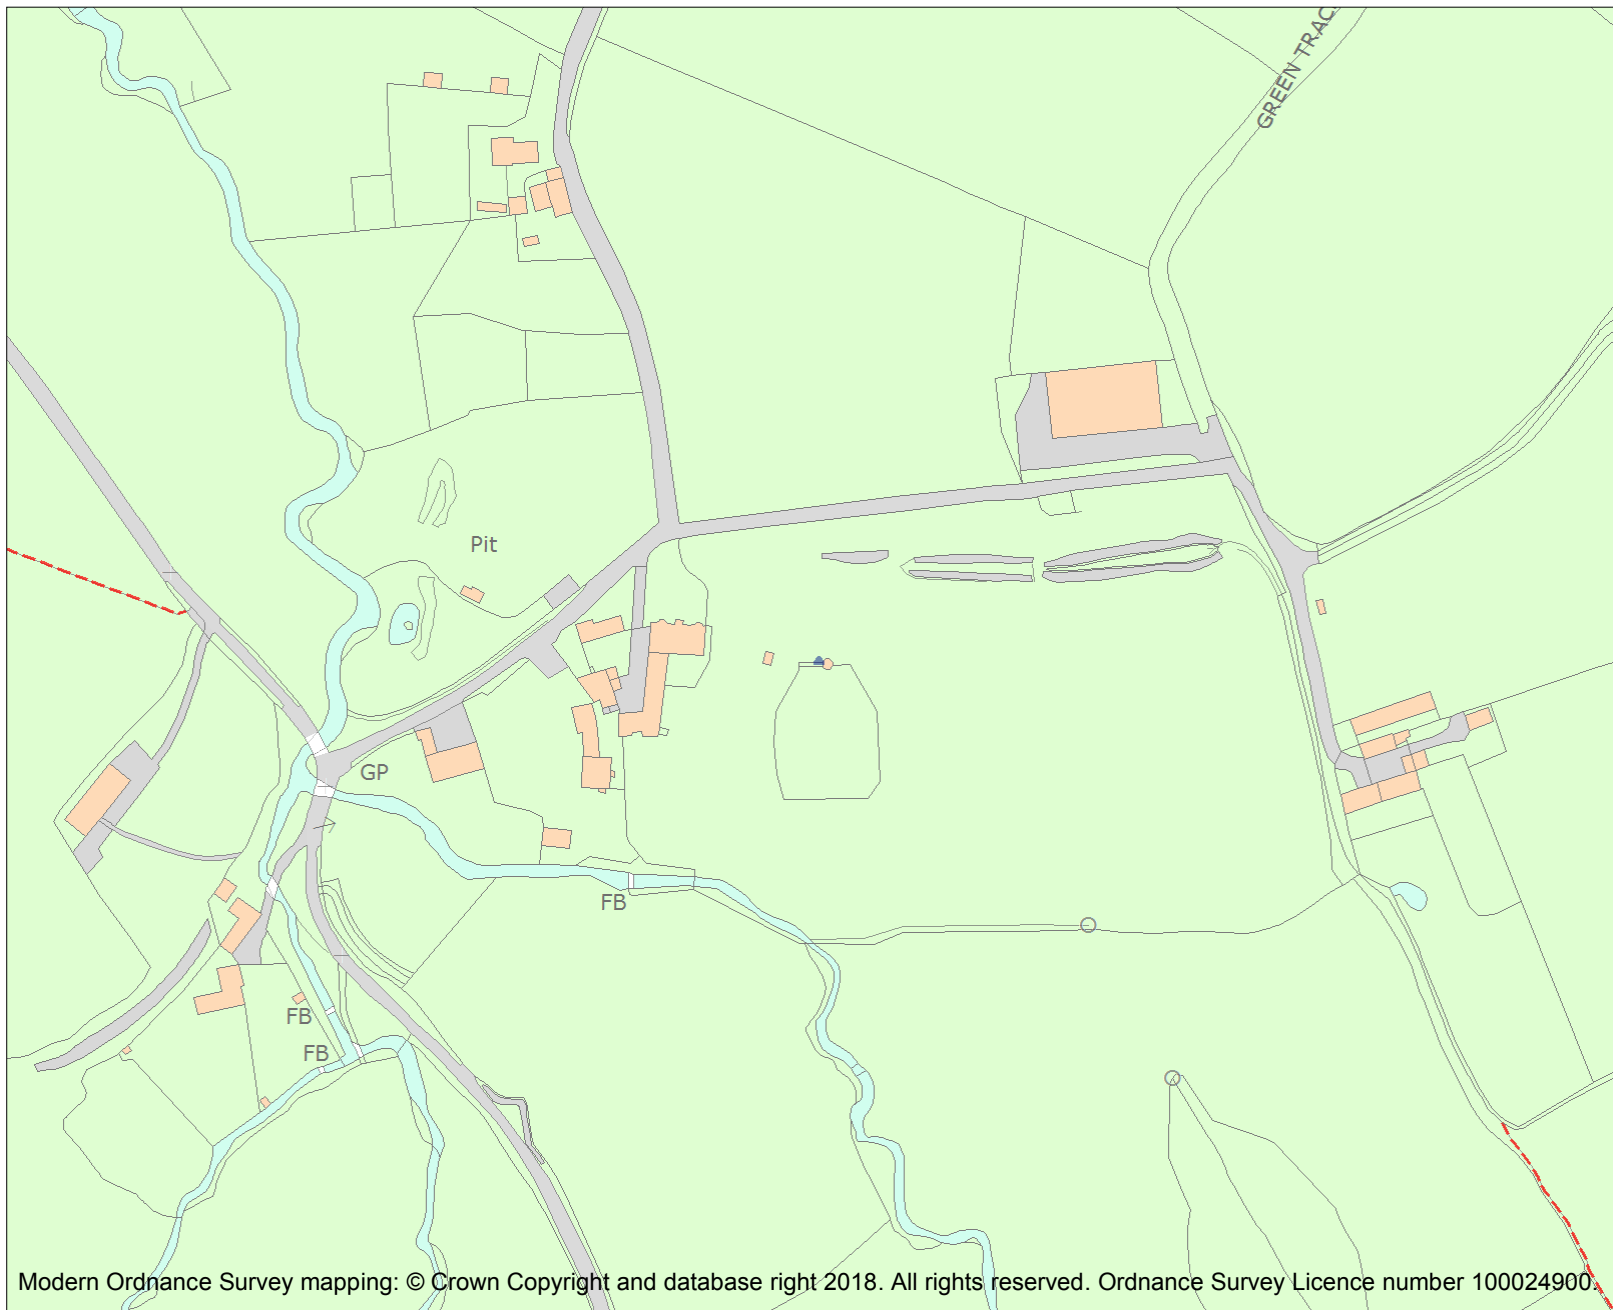 GREEN TRAC
Pit
GP
FB
FB
FB
Modern Ordnance Survey mapping: © Crown Copyright and database right 2018. All rights reserved. Ordnance Survey Licence number 100024900.